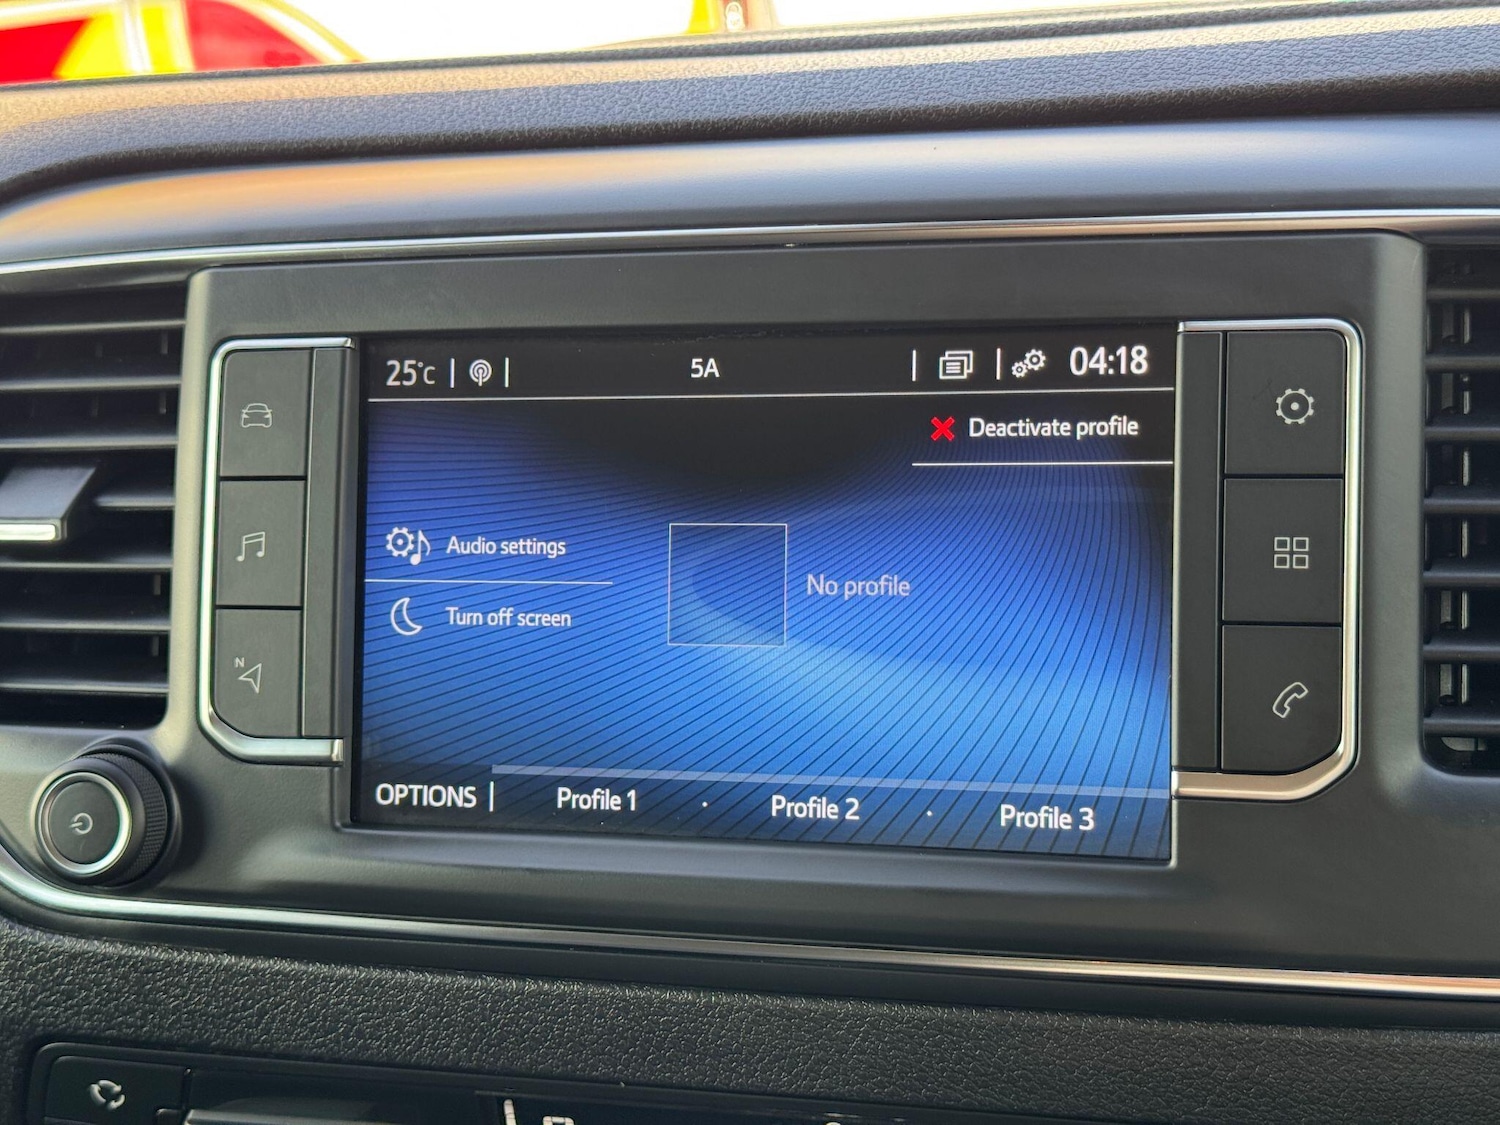 25°C 5A 04:18
Deactivate profile
Audio settings
Turn off screen
No profile
N
OPTIONS Profile 1 · Profile 2 · Profile 3